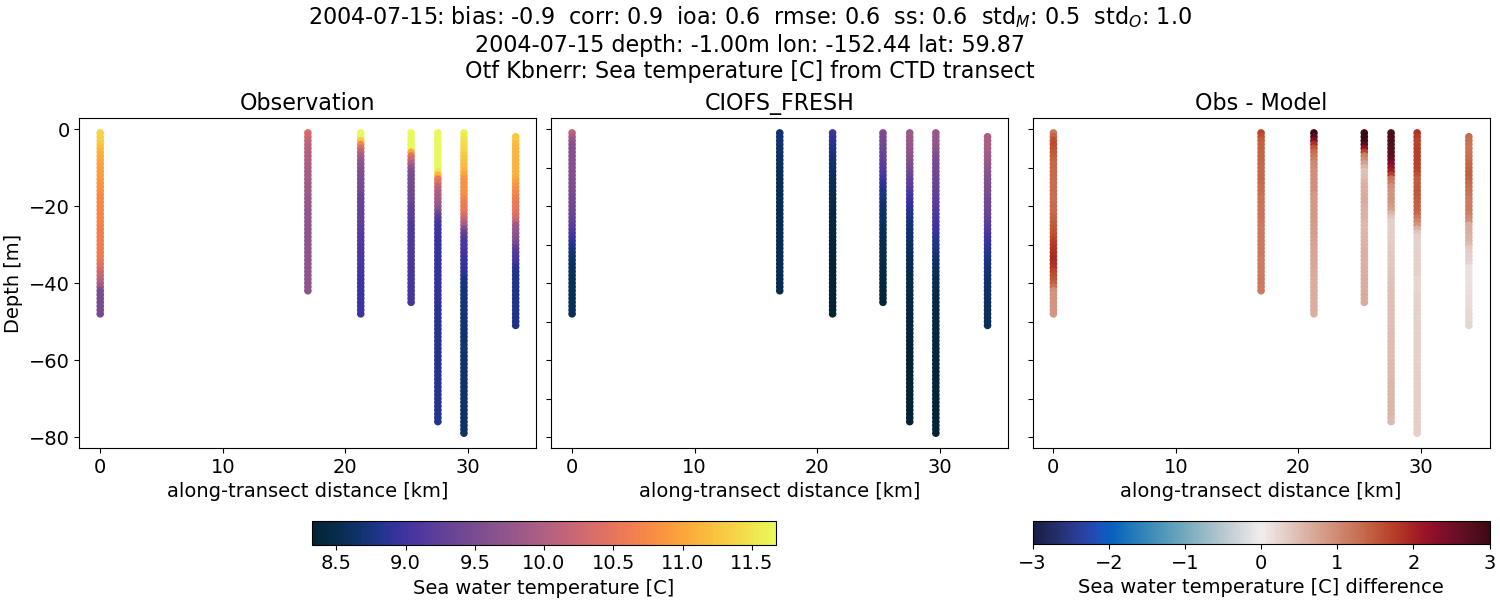 2004-07-15: bias: -0.9  corr: 0.9  ioa: 0.6  rmse: 0.6  ss: 0.6  std_M: 0.5  std_O: 1.0
2004-07-15 depth: -1.00m lon: -152.44 lat: 59.87
Otf Kbnerr: Sea temperature [C] from CTD transect
Observation
CIOFS_FRESH
Obs - Model
Depth [m]
0
−20
−40
−60
−80
0 10 20 30
0 10 20 30
0 10 20 30
along-transect distance [km]
along-transect distance [km]
along-transect distance [km]
8.5 9.0 9.5 10.0 10.5 11.0 11.5
Sea water temperature [C]
−3 −2 −1 0 1 2 3
Sea water temperature [C] difference